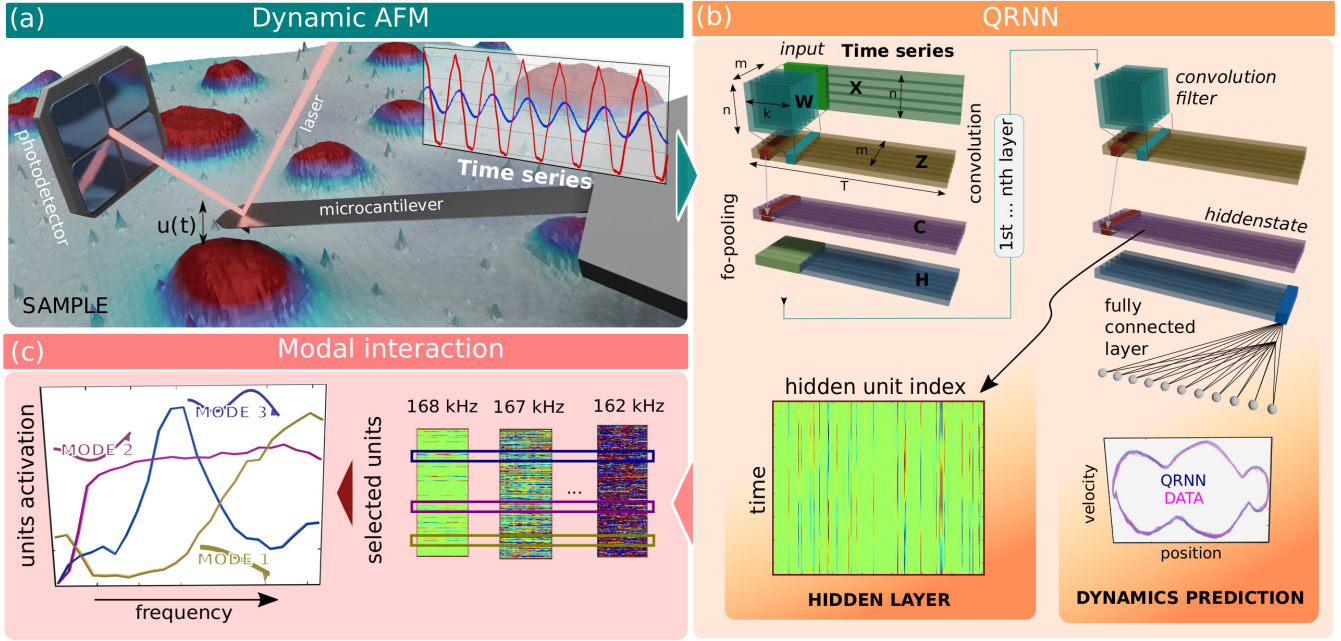 (a)
Dynamic AFM
photodetector
laser
Time series
microcantilever
u(t)
SAMPLE
(b)
QRNN
input
Time series
m
n
W
k
X
n
convolution
m
Z
T
fo-pooling
C
H
1st ... nth layer
convolution
filter
hiddenstate
fully
connected
layer
hidden unit index
time
HIDDEN LAYER
QRNN
DATA
velocity
position
DYNAMICS PREDICTION
(c)
Modal interaction
units activation
MODE 3
MODE 2
MODE 1
frequency
selected units
168 kHz
167 kHz
162 kHz
...